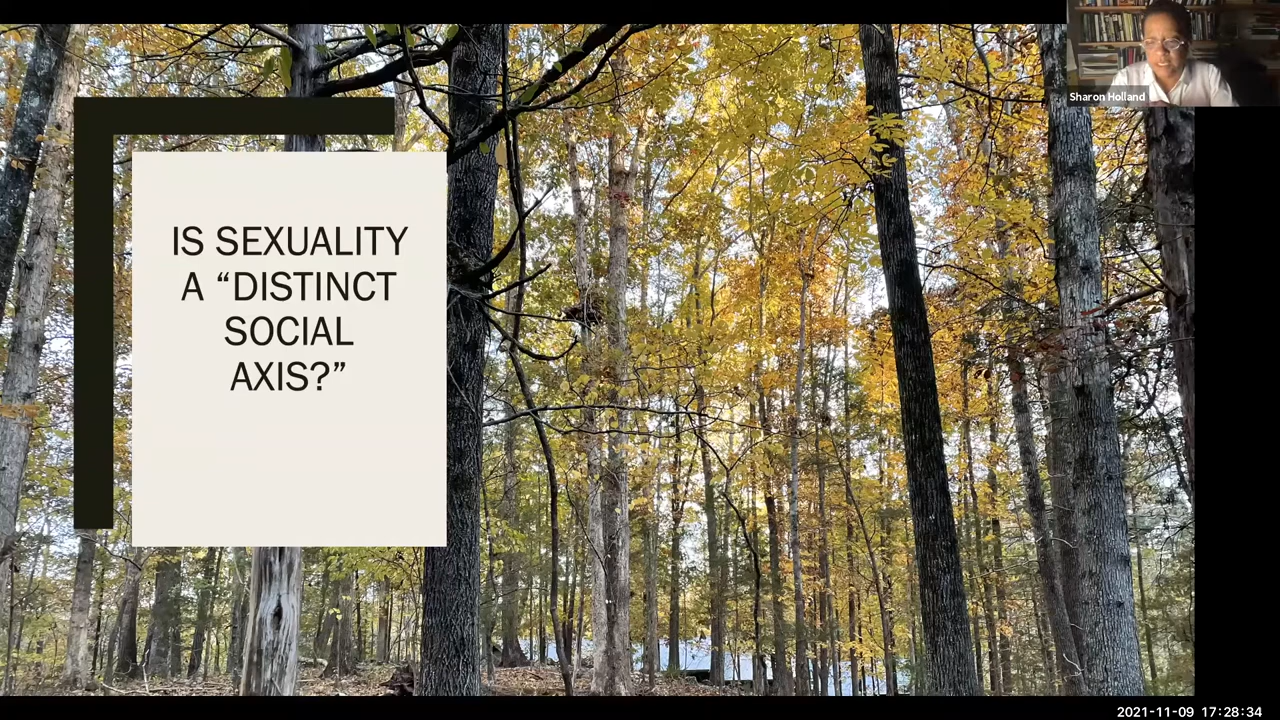 Sharon Holland
IS SEXUALITY
A “DISTINCT
SOCIAL
AXIS?”
2021-11-09 17:28:34